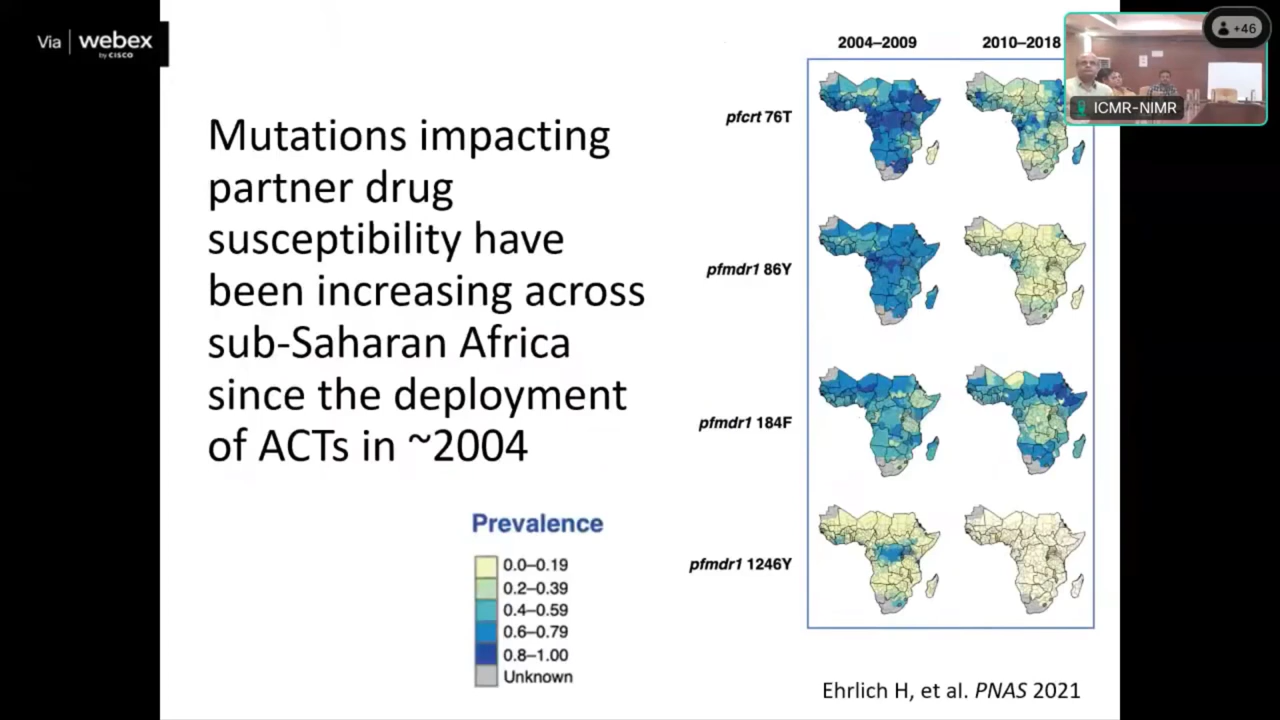 Via | webex
by CISCO
2004–2009
2010–2018
+46
ICMR-NIMR
Mutations impacting
partner drug
susceptibility have
been increasing across
sub-Saharan Africa
since the deployment
of ACTs in ~2004
pfcrt 76T
pfmdr1 86Y
pfmdr1 184F
pfmdr1 1246Y
Prevalence
0.0–0.19
0.2–0.39
0.4–0.59
0.6–0.79
0.8–1.00
Unknown
Ehrlich H, et al. PNAS 2021